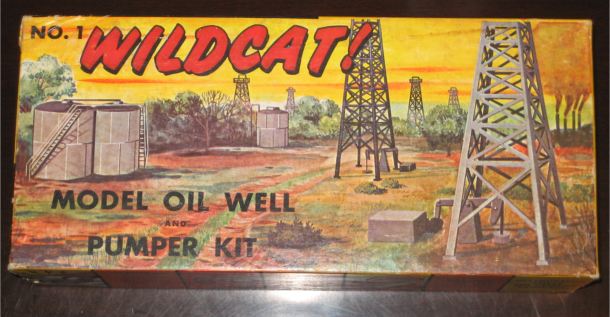 NO. 1 WILDCAT!
MODEL OIL WELL
AND
PUMPER KIT